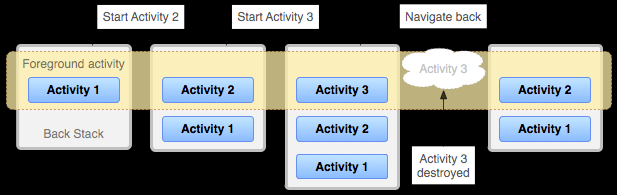 Start Activity 2
Start Activity 3
Navigate back
Foreground activity
Activity 1
Back Stack
Activity 2
Activity 1
Activity 3
Activity 2
Activity 1
Activity 3
Activity 3
destroyed
Activity 2
Activity 1